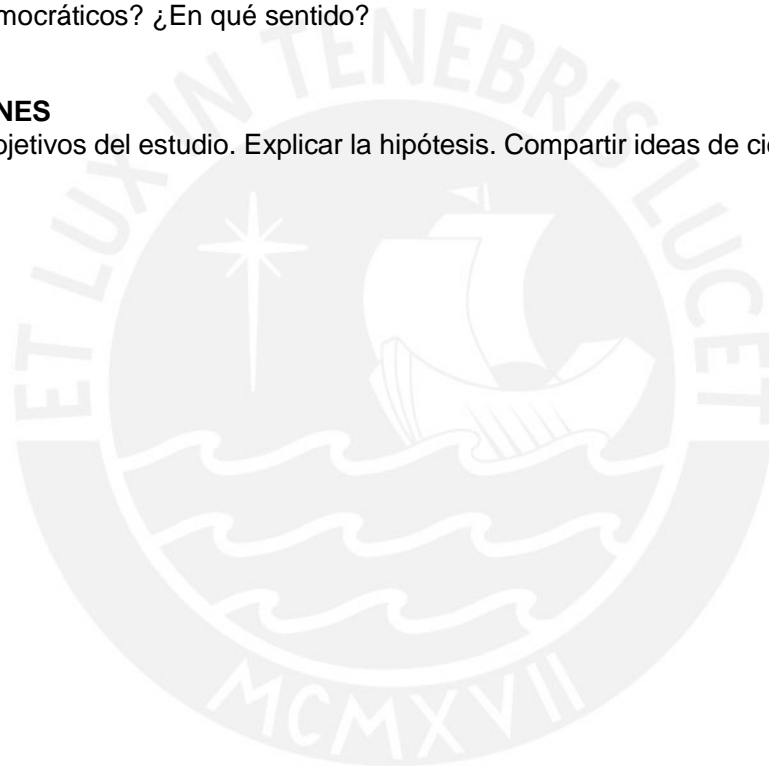 mocráticos? ¿En qué sentido?
NES
jetivos del estudio. Explicar la hipótesis. Compartir ideas de ci
ET LUX IN TENEBRIS LUCET
MCMXVII